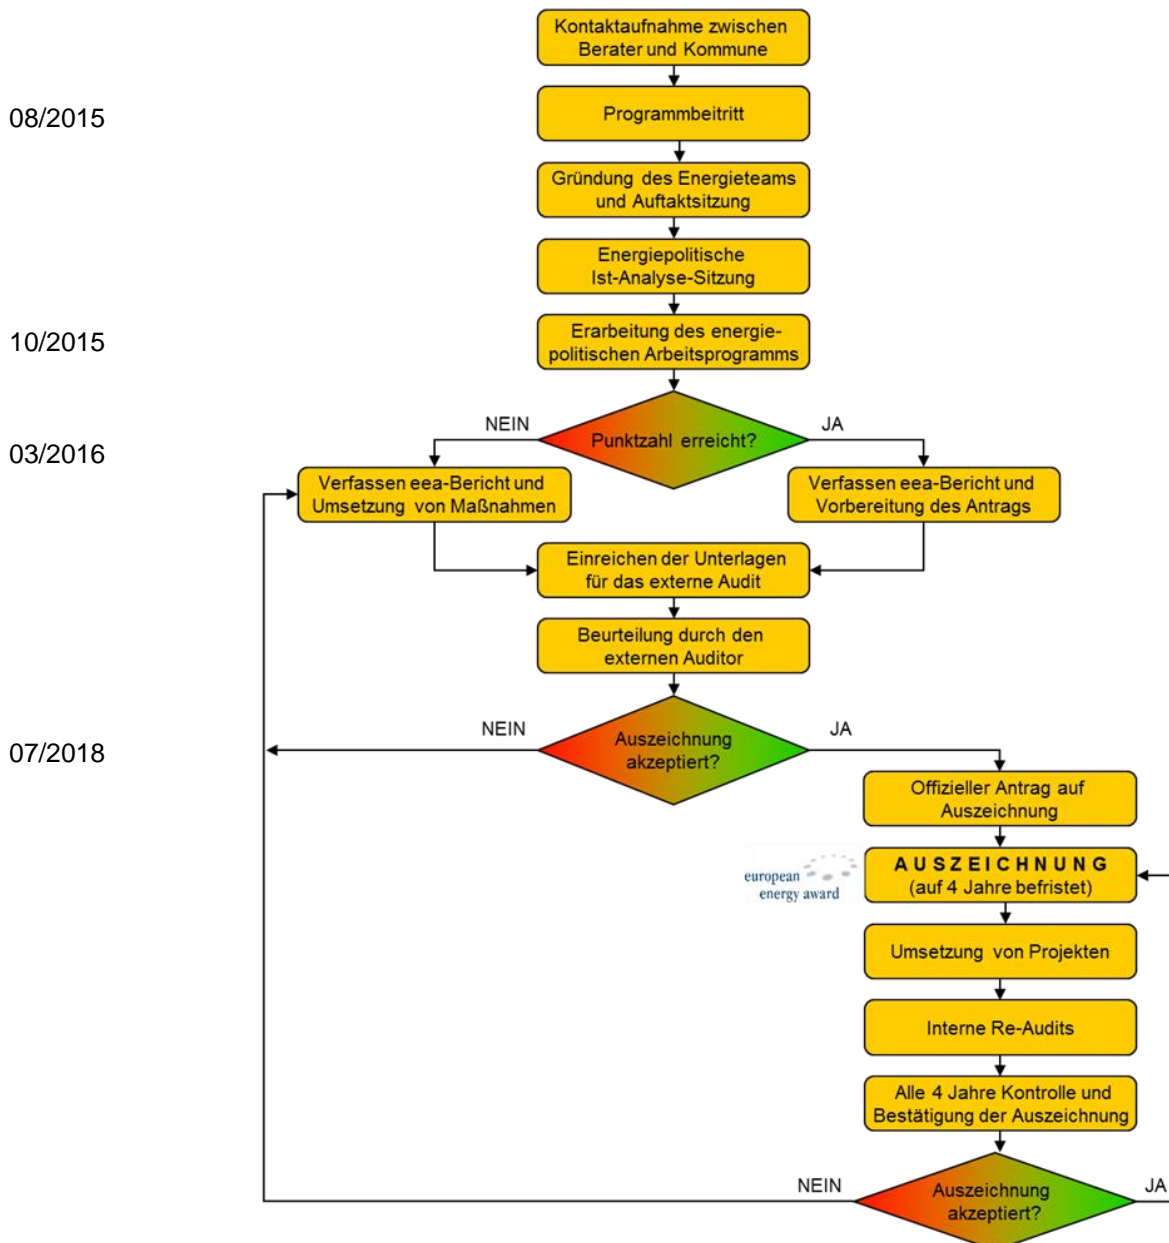 Kontaktaufnahme zwischen
Berater und Kommune
08/2015
Programmbeitritt
Gründung des Energieteams
und Auftaktsitzung
Energiepolitische
Ist-Analyse-Sitzung
10/2015
Erarbeitung des energie-
politischen Arbeitsprogramms
NEIN
Punktzahl erreicht?
JA
03/2016
Verfassen eea-Bericht und
Umsetzung von Maßnahmen
Verfassen eea-Bericht und
Vorbereitung des Antrags
Einreichen der Unterlagen
für das externe Audit
Beurteilung durch den
externen Auditor
07/2018
NEIN
Auszeichnung
akzeptiert?
JA
Offizieller Antrag auf
Auszeichnung
european
energy award
A U S Z E I C H N U N G
(auf 4 Jahre befristet)
Umsetzung von Projekten
Interne Re-Audits
Alle 4 Jahre Kontrolle und
Bestätigung der Auszeichnung
NEIN
Auszeichnung
akzeptiert?
JA